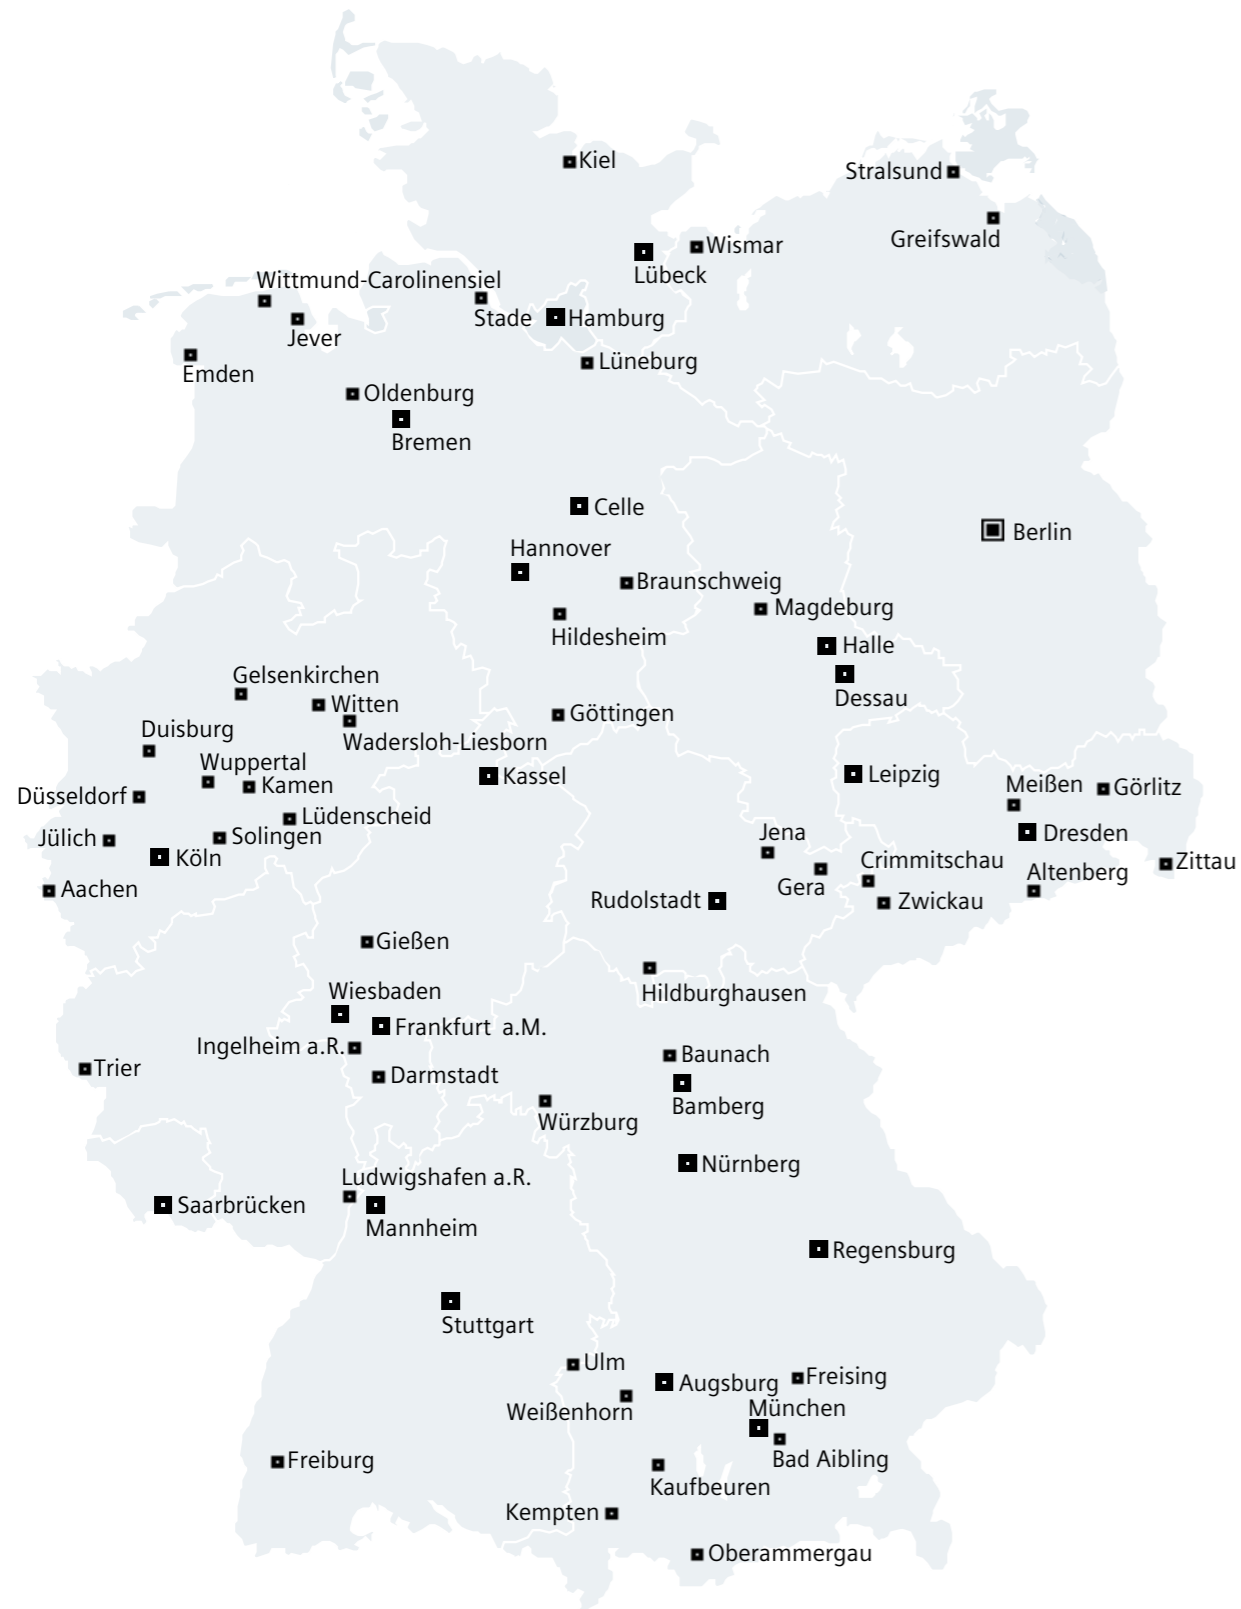 Kiel
Stralsund
Greifswald
Wismar
Lübeck
Wittmund-Carolinensiel
Stade
Hamburg
Jever
Emden
Lüneburg
Oldenburg
Bremen
Celle
Berlin
Hannover
Braunschweig
Magdeburg
Hildesheim
Halle
Dessau
Gelsenkirchen
Witten
Göttingen
Duisburg
Wadersloh-Liesborn
Wuppertal
Kassel
Leipzig
Kamen
Meißen
Görlitz
Düsseldorf
Lüdenscheid
Jülich
Solingen
Jena
Dresden
Köln
Crimmitschau
Zittau
Aachen
Gera
Altenberg
Rudolstadt
Zwickau
Gießen
Wiesbaden
Hildburghausen
Frankfurt a.M.
Ingelheim a.R.
Baunach
Trier
Darmstadt
Bamberg
Würzburg
Nürnberg
Ludwigshafen a.R.
Saarbrücken
Mannheim
Regensburg
Stuttgart
Ulm
Augsburg
Freising
Weißenhorn
München
Freiburg
Bad Aibling
Kaufbeuren
Kempten
Oberammergau